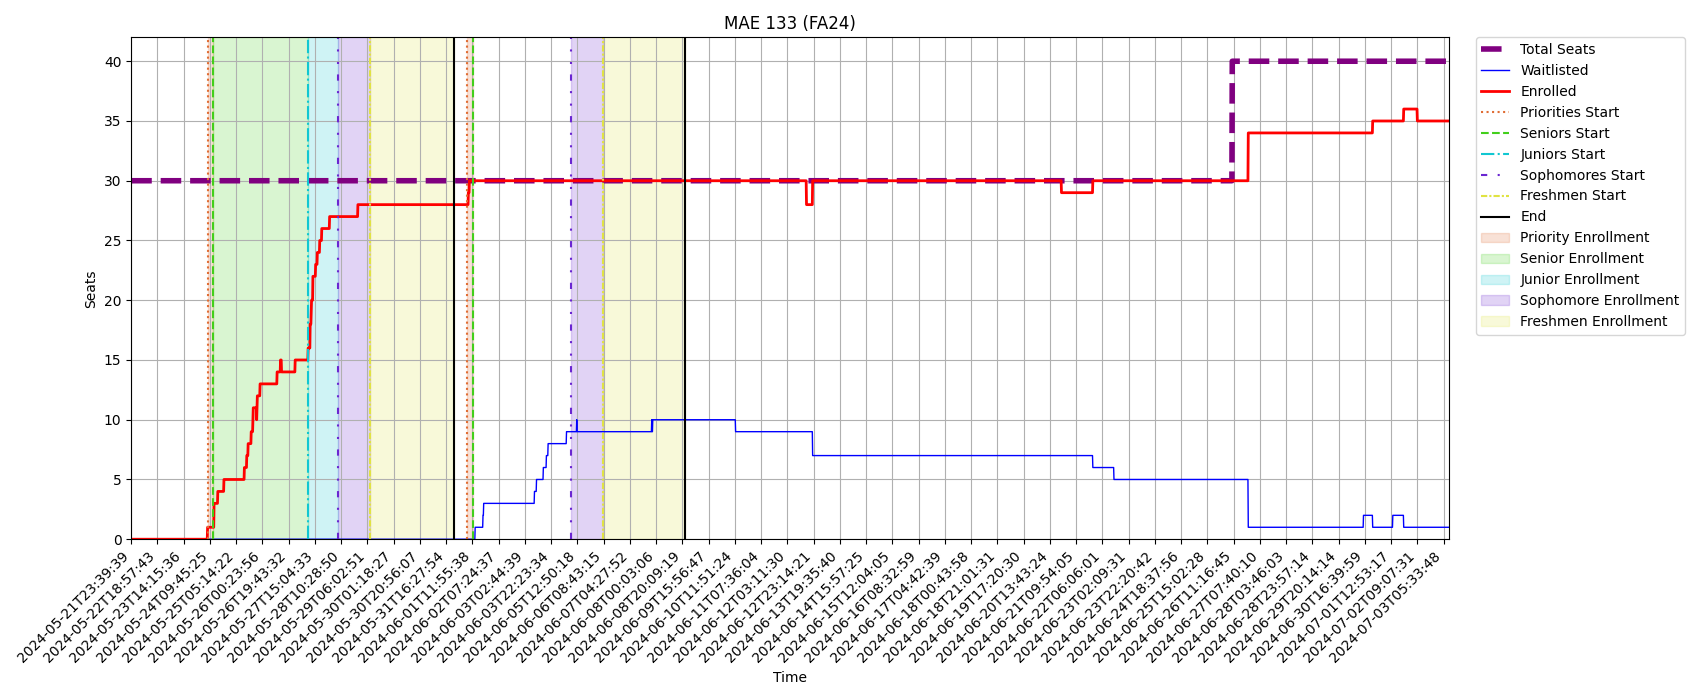 MAE 133 (FA24)
Seats
40
35
30
25
20
15
10
5
0
2024-05-21T23:39:39
2024-05-22T18:57:43
2024-05-23T14:15:36
2024-05-24T09:45:25
2024-05-25T05:14:22
2024-05-26T00:23:56
2024-05-26T19:43:32
2024-05-27T15:04:33
2024-05-28T10:28:50
2024-05-29T06:02:51
2024-05-30T01:18:27
2024-05-30T20:56:07
2024-05-31T16:27:54
2024-06-01T11:55:38
2024-06-02T07:24:37
2024-06-03T02:44:39
2024-06-03T22:23:34
2024-06-05T12:50:18
2024-06-06T08:43:15
2024-06-07T04:27:52
2024-06-08T00:03:06
2024-06-08T20:09:19
2024-06-09T15:56:47
2024-06-10T11:51:24
2024-06-11T07:36:04
2024-06-12T03:11:30
2024-06-12T23:14:21
2024-06-13T19:35:40
2024-06-14T15:57:25
2024-06-15T12:04:05
2024-06-16T08:32:59
2024-06-17T04:42:39
2024-06-18T00:43:58
2024-06-18T21:01:31
2024-06-19T17:20:30
2024-06-20T13:43:24
2024-06-21T09:54:05
2024-06-22T06:06:01
2024-06-23T02:09:31
2024-06-23T22:20:42
2024-06-24T18:37:56
2024-06-25T15:02:28
2024-06-26T11:16:45
2024-06-27T07:40:10
2024-06-28T03:46:03
2024-06-28T23:57:14
2024-06-29T20:14:14
2024-06-30T16:39:59
2024-07-01T12:53:17
2024-07-02T09:07:31
2024-07-03T05:33:48
Time
Total Seats
Waitlisted
Enrolled
Priorities Start
Seniors Start
Juniors Start
Sophomores Start
Freshmen Start
End
Priority Enrollment
Senior Enrollment
Junior Enrollment
Sophomore Enrollment
Freshmen Enrollment